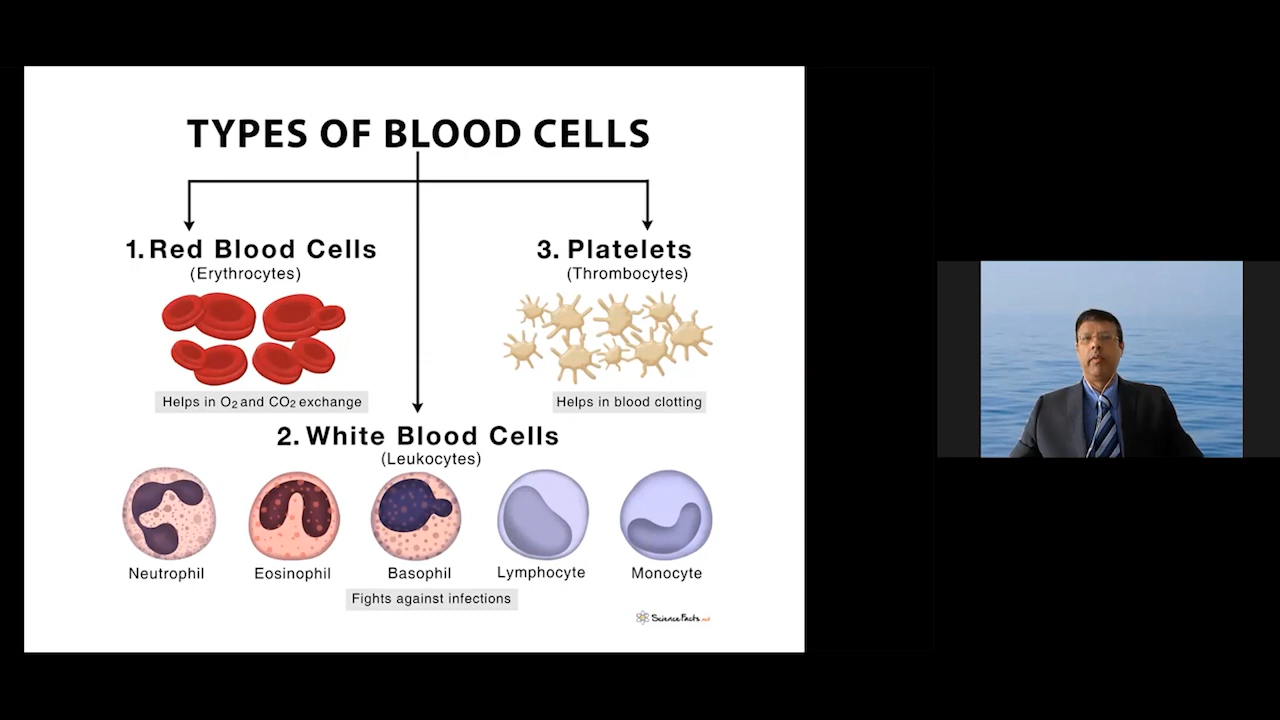 TYPES OF BLOOD CELLS
1. Red Blood Cells
(Erythrocytes)
Helps in O2 and CO2 exchange
3. Platelets
(Thrombocytes)
Helps in blood clotting
2. White Blood Cells
(Leukocytes)
Neutrophil
Eosinophil
Basophil
Lymphocyte
Monocyte
Fights against infections
ScienceFacts.net